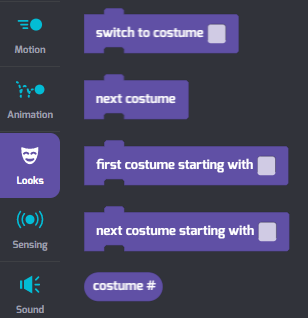 Motion
Animation
Looks
Sensing
Sound
switch to costume
next costume
first costume starting with
next costume starting with
costume #